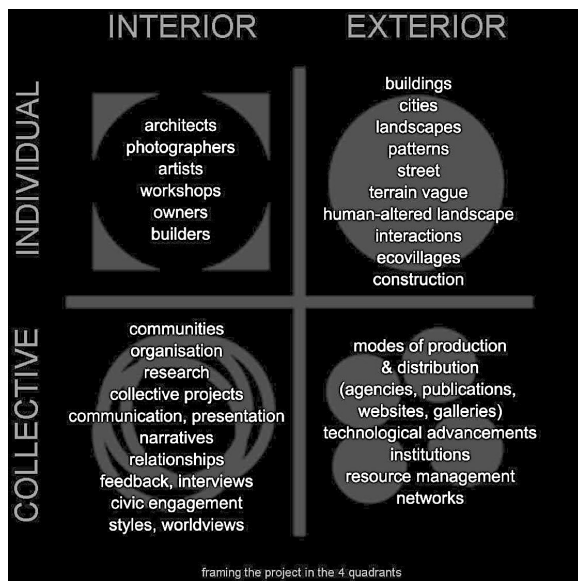 INTERIOR
EXTERIOR
INDIVIDUAL
architects
photographers
artists
workshops
owners
builders
buildings
cities
landscapes
patterns
street
terrain vague
human-altered landscape
interactions
ecovillages
construction
COLLECTIVE
communities
organisation
research
collective projects
communication, presentation
narratives
relationships
feedback, interviews
civic engagement
styles, worldviews
modes of production
& distribution
(agencies, publications,
websites, galleries)
technological advancements
institutions
resource management
networks
framing the project in the 4 quadrants